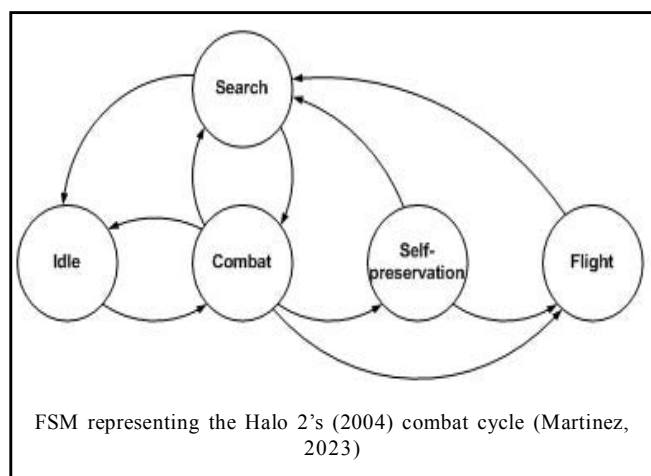 Search
Idle
Combat
Self-
preservation
Flight
FSM representing the Halo 2's (2004) combat cycle (Martinez,
2023)